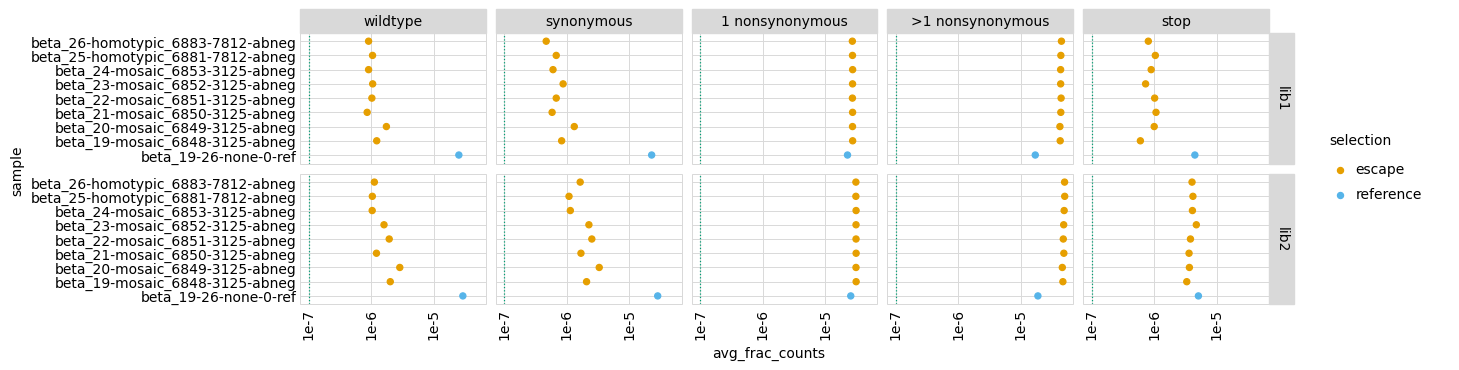 wildtype synonymous 1 nonsynonymous >1 nonsynonymous stop
beta_26-homotypic_6883-7812-abneg
beta_25-homotypic_6881-7812-abneg
beta_24-mosaic_6853-3125-abneg
beta_23-mosaic_6852-3125-abneg
beta_22-mosaic_6851-3125-abneg
beta_21-mosaic_6850-3125-abneg
beta_20-mosaic_6849-3125-abneg
beta_19-mosaic_6848-3125-abneg
beta_19-26-none-0-ref
lib1
beta_26-homotypic_6883-7812-abneg
beta_25-homotypic_6881-7812-abneg
beta_24-mosaic_6853-3125-abneg
beta_23-mosaic_6852-3125-abneg
beta_22-mosaic_6851-3125-abneg
beta_21-mosaic_6850-3125-abneg
beta_20-mosaic_6849-3125-abneg
beta_19-mosaic_6848-3125-abneg
beta_19-26-none-0-ref
lib2
sample
1e-7 1e-6 1e-5 1e-7 1e-6 1e-5 1e-7 1e-6 1e-5 1e-7 1e-6 1e-5 1e-7 1e-6 1e-5
avg_frac_counts
selection
escape
reference